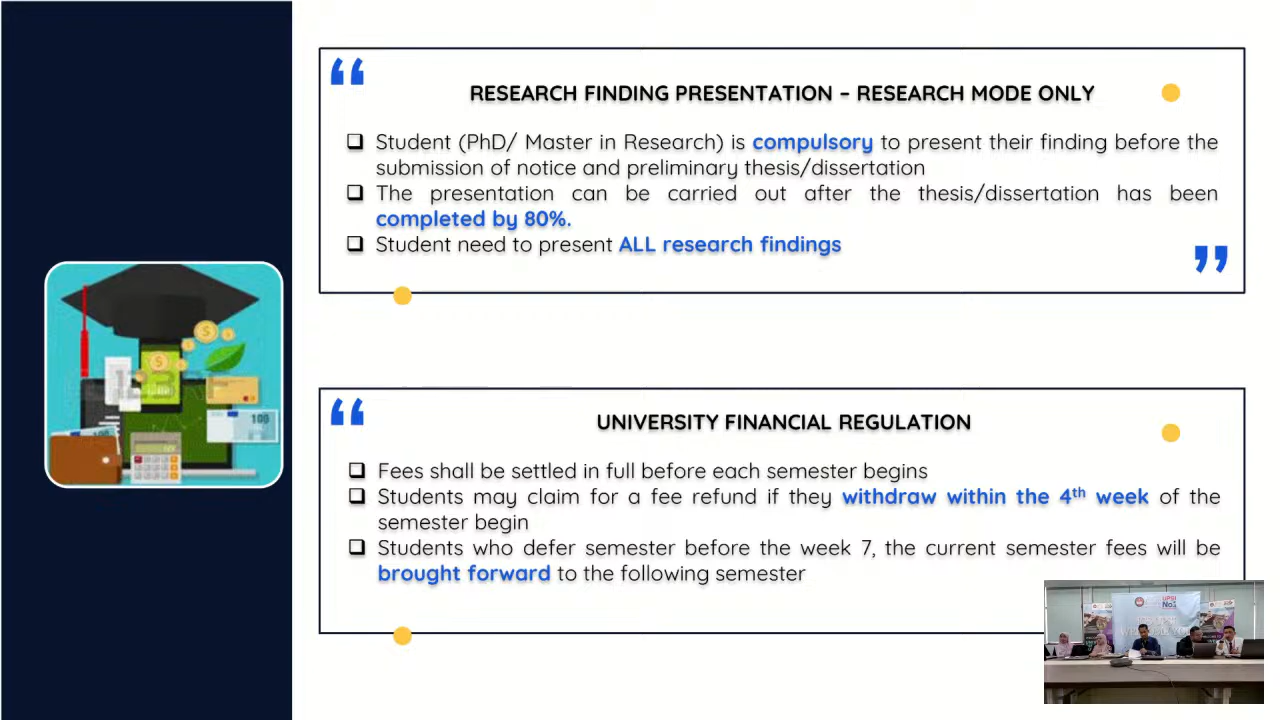 RESEARCH FINDING PRESENTATION – RESEARCH MODE ONLY
Student (PhD/ Master in Research) is compulsory to present their finding before the
submission of notice and preliminary thesis/dissertation
The presentation can be carried out after the thesis/dissertation has been
completed by 80%.
Student need to present ALL research findings
UNIVERSITY FINANCIAL REGULATION
Fees shall be settled in full before each semester begins
Students may claim for a fee refund if they withdraw within the 4th week of the
semester begin
Students who defer semester before the week 7, the current semester fees will be
brought forward to the following semester
100
UPSI
No1